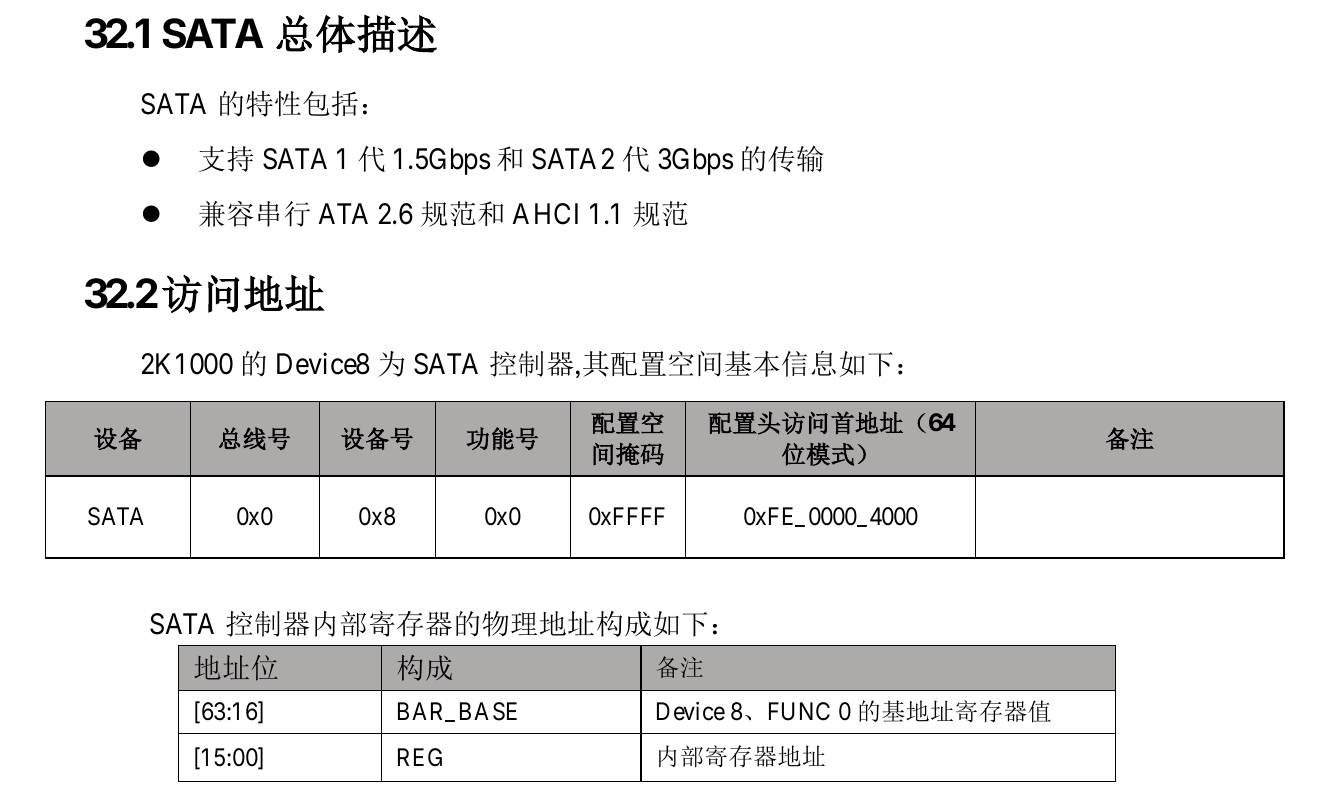 32.1 SATA 总体描述
SATA 的特性包括：
● 支持 SATA 1 代 1.5Gbps 和 SATA 2 代 3Gbps 的传输
● 兼容串行 ATA 2.6 规范和 AHCI 1.1 规范
32.2 访问地址
2K1000 的 Device8 为 SATA 控制器,其配置空间基本信息如下：
设备 总线号 设备号 功能号 配置空间掩码 配置头访问首地址（64位模式） 备注
SATA 0x0 0x8 0x0 0xFFFF 0xFE_0000_4000
SATA 控制器内部寄存器的物理地址构成如下：
地址位 构成 备注
[63:16] BAR_BASE Device 8、FUNC 0 的基地址寄存器值
[15:00] REG 内部寄存器地址